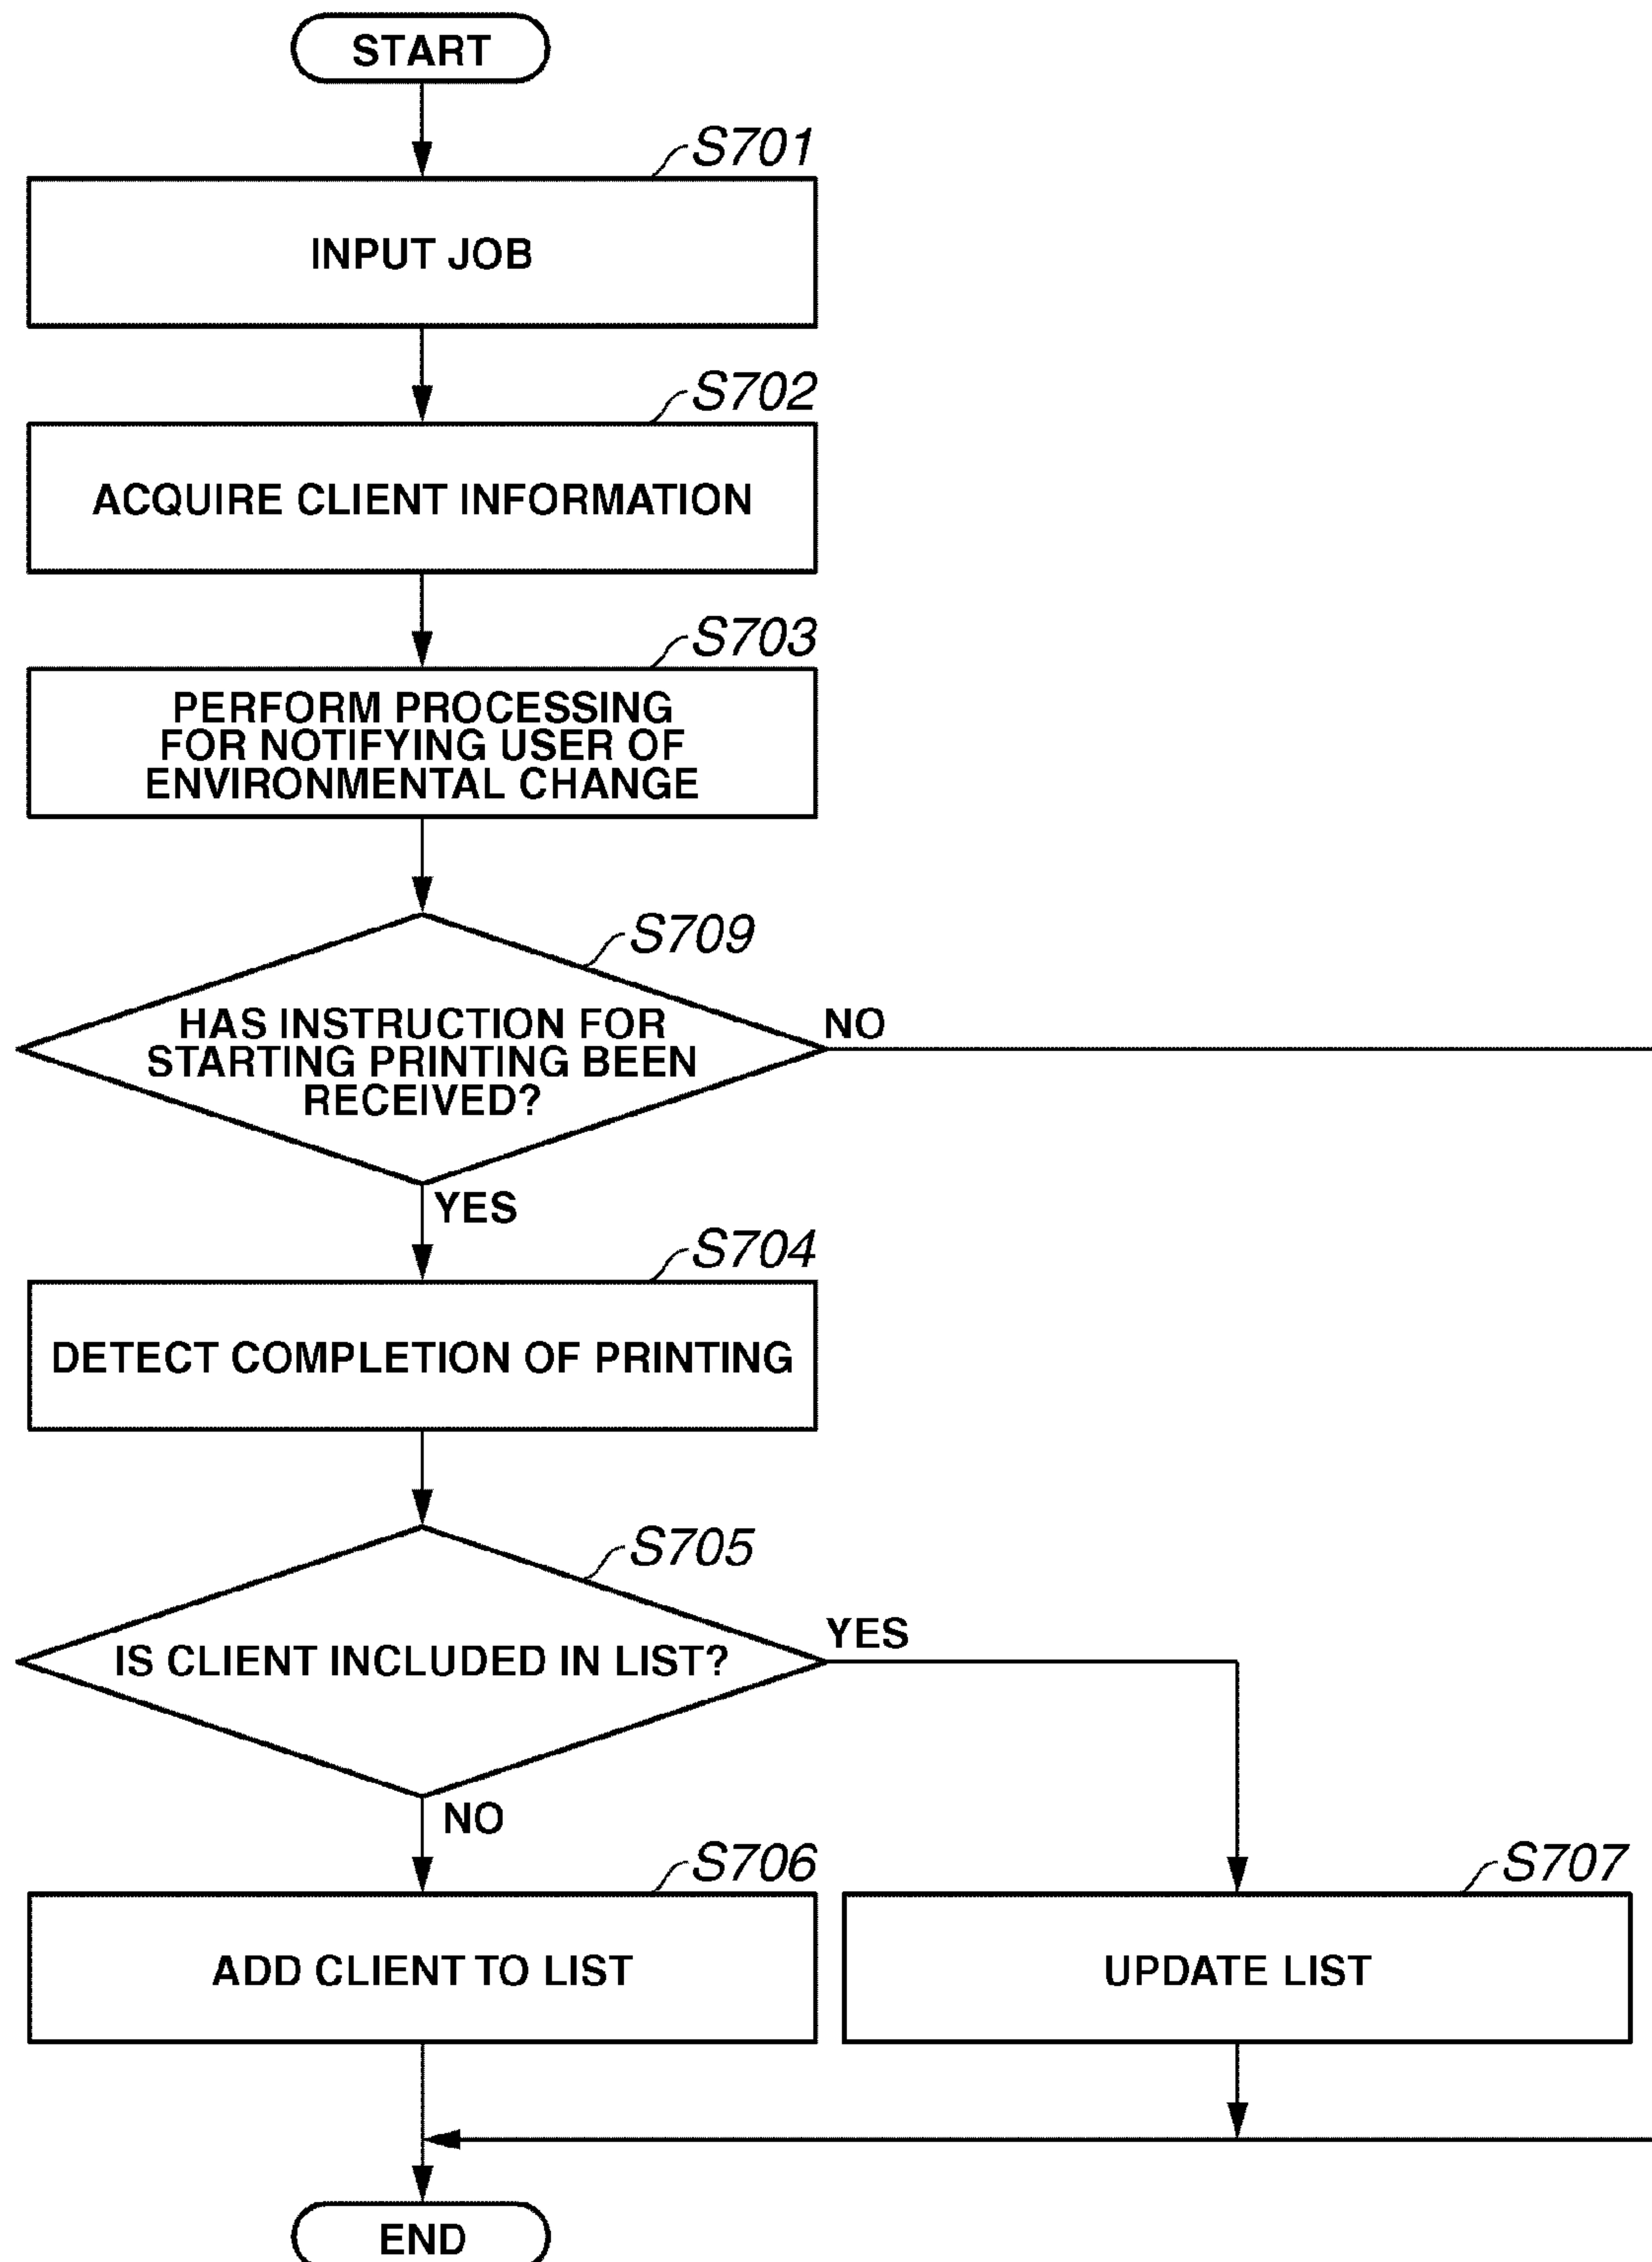 START
S701
INPUT JOB
S702
ACQUIRE CLIENT INFORMATION
S703
PERFORM PROCESSING
FOR NOTIFYING USER OF
ENVIRONMENTAL CHANGE
S709
HAS INSTRUCTION FOR
STARTING PRINTING BEEN
RECEIVED?
NO
YES
S704
DETECT COMPLETION OF PRINTING
S705
IS CLIENT INCLUDED IN LIST?
YES
NO
S706
ADD CLIENT TO LIST
S707
UPDATE LIST
END